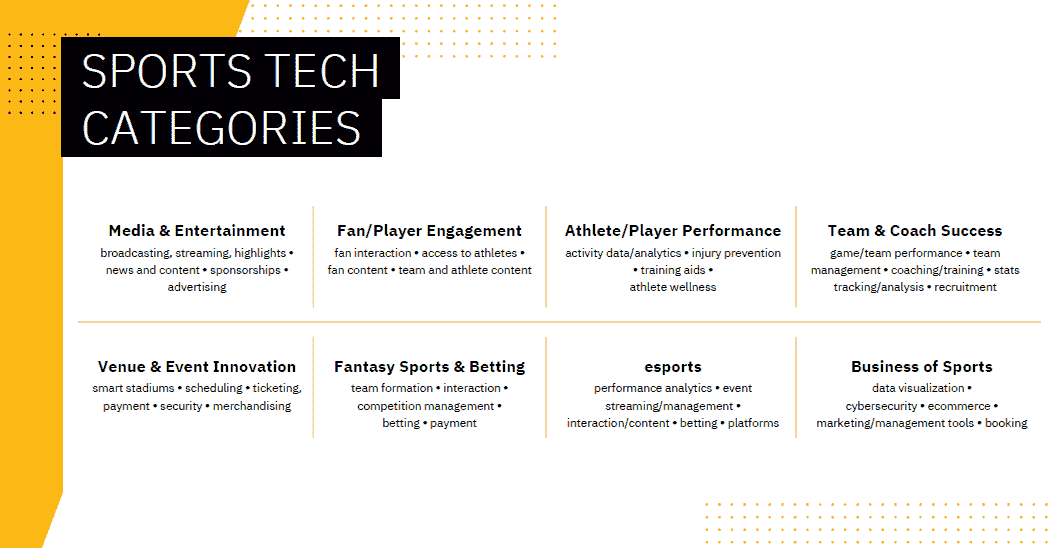 SPORTS TECH
CATEGORIES
Media & Entertainment
broadcasting, streaming, highlights •
news and content • sponsorships •
advertising
Fan/Player Engagement
fan interaction • access to athletes •
fan content • team and athlete content
Athlete/Player Performance
activity data/analytics • injury prevention
• training aids •
athlete wellness
Team & Coach Success
game/team performance • team
management • coaching/training • stats
tracking/analysis • recruitment
Venue & Event Innovation
smart stadiums • scheduling • ticketing,
payment • security • merchandising
Fantasy Sports & Betting
team formation • interaction •
competition management •
betting • payment
esports
performance analytics • event
streaming/management •
interaction/content • betting • platforms
Business of Sports
data visualization •
cybersecurity • ecommerce •
marketing/management tools • booking